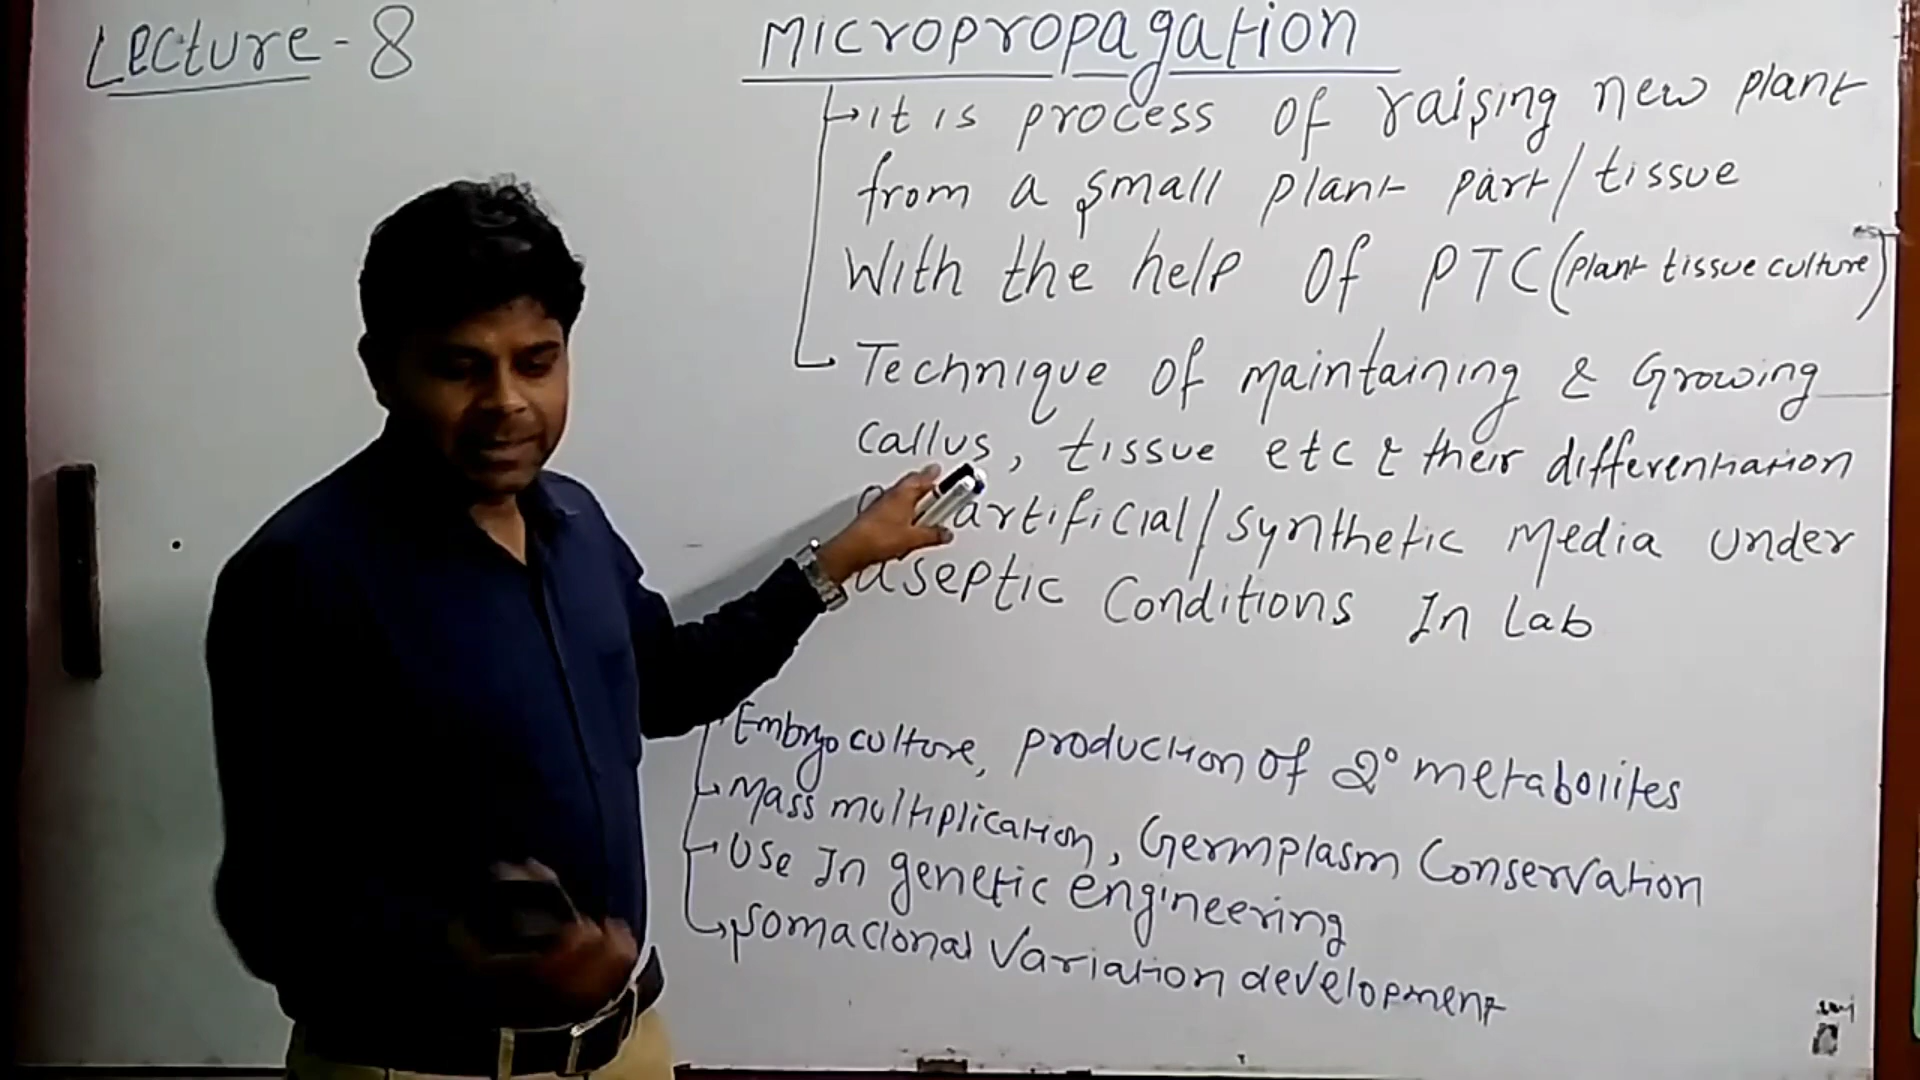 Lecture - 8
Micropropagation
It is process of raising new plant
from a small plant part/tissue
With the help Of PTC (plant tissue culture)
Technique of maintaining & Growing
Callus, tissue etc & their differentiation
artificial/synthetic Media under
aseptic Conditions In Lab
Embryo culture, production of 2° metabolites
Mass multiplication, Germplasm Conservation
Use In genetic engineering
Somaclonal Variation development